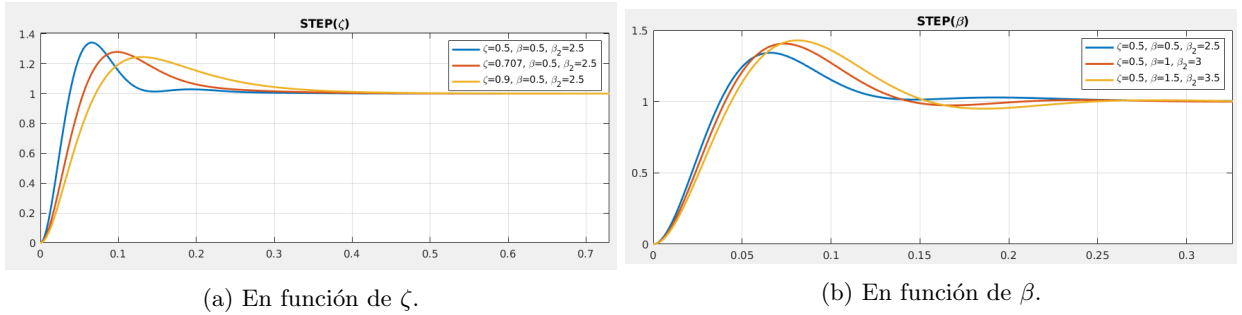 STEP(ζ)
ζ=0.5, β=0.5, β₂=2.5
ζ=0.707, β=0.5, β₂=2.5
ζ=0.9, β=0.5, β₂=2.5
1.4
1.2
1
0.8
0.6
0.4
0.2
0
0 0.1 0.2 0.3 0.4 0.5 0.6 0.7
(a) En función de ζ.
STEP(β)
ζ=0.5, β=0.5, β₂=2.5
ζ=0.5, β=1, β₂=3
ζ=0.5, β=1.5, β₂=3.5
1.5
1
0.5
0
0 0.05 0.1 0.15 0.2 0.25 0.3
(b) En función de β.